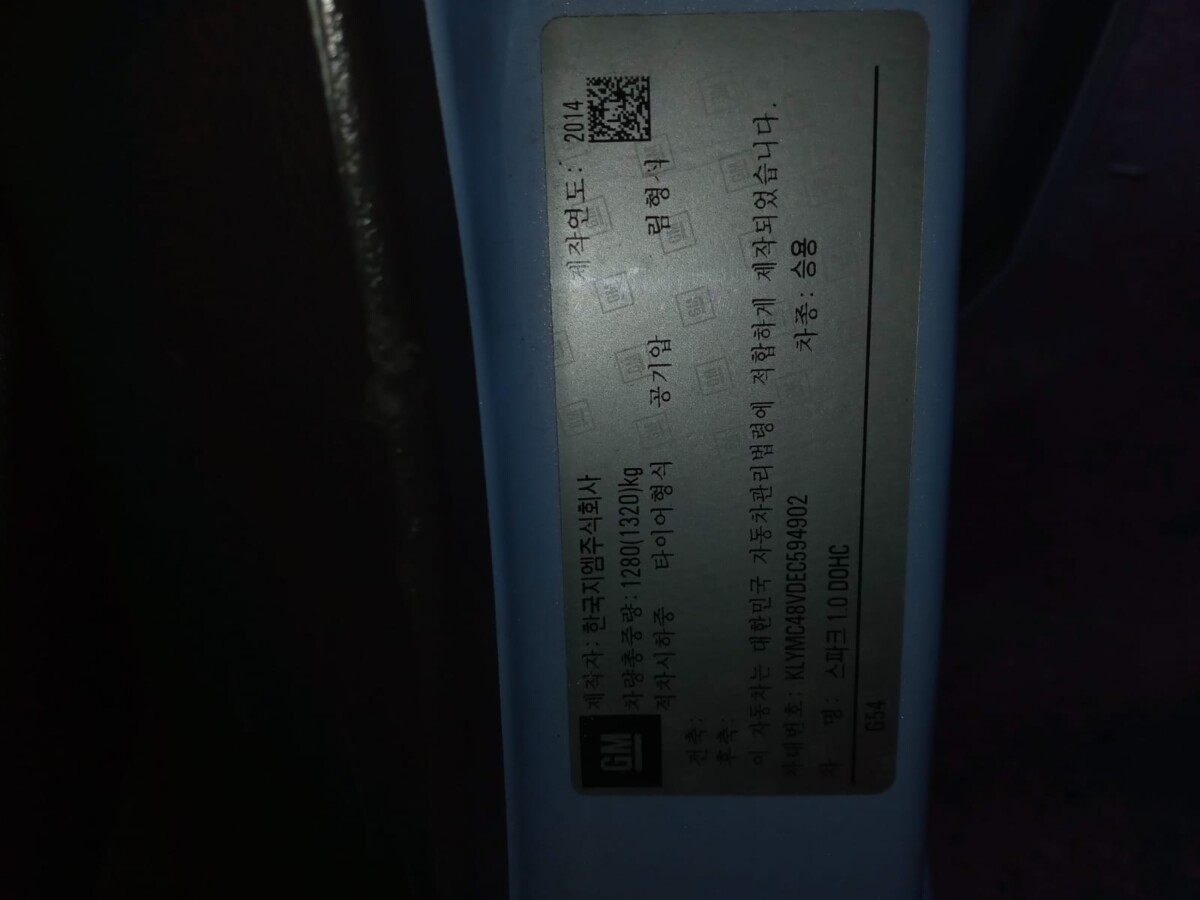 GM
제작자: 한국지엠주식회사 제작연도: 2014
차량총중량: 1280(1320)kg
적차시하중 타이어형식 공기압 림형식
전축:
후축:
이 자동차는 대한민국 자동차관리법령에 적합하게 제작되었습니다.
차대번호: KLYMC48VDEC594902 차종: 승용
차 명: 스파크 1.0 DOHC
G54